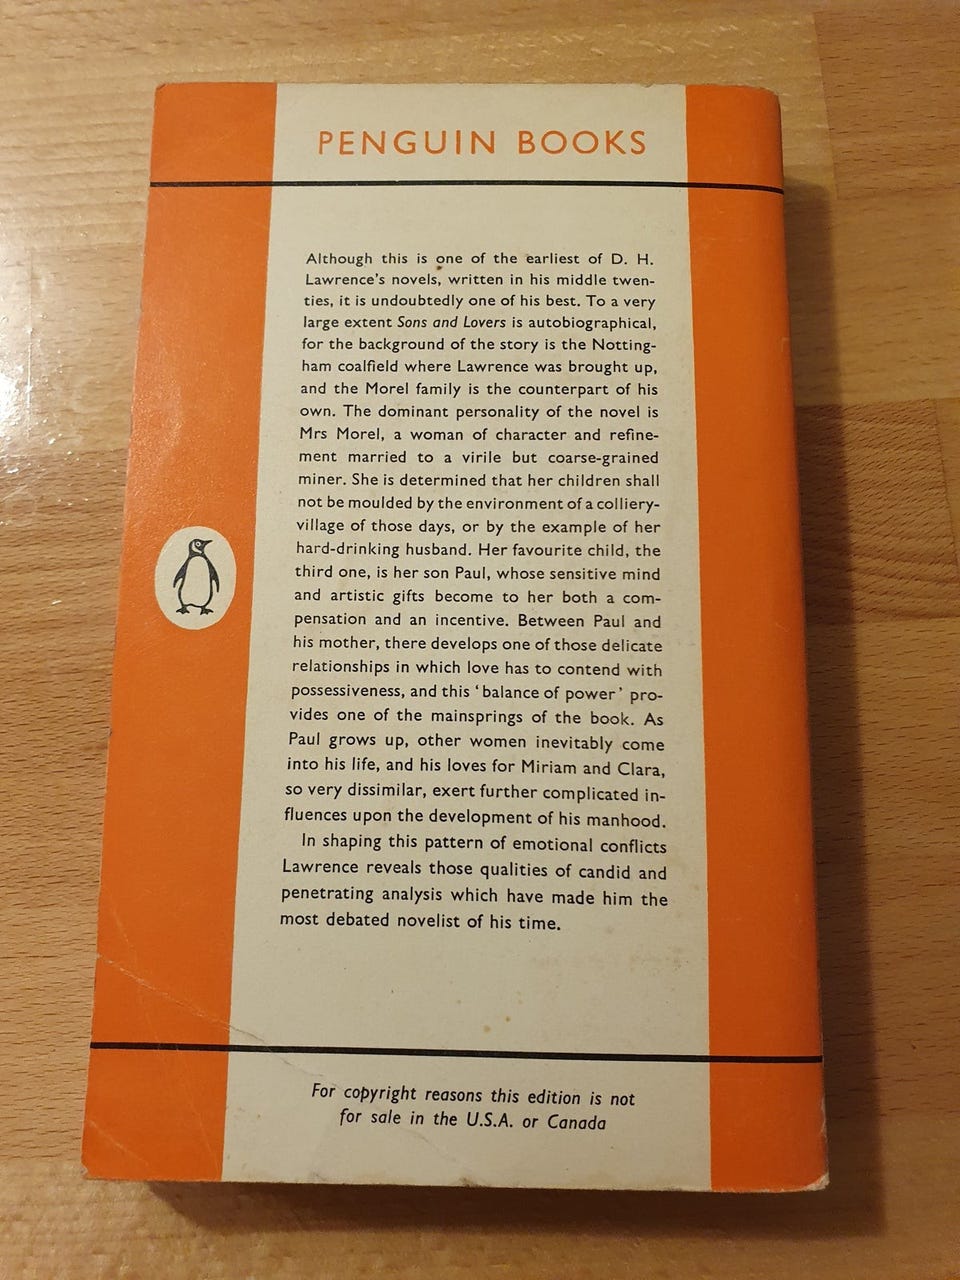 PENGUIN BOOKS
Although this is one of the earliest of D. H.
Lawrence's novels, written in his middle twen-
ties, it is undoubtedly one of his best. To a very
large extent Sons and Lovers is autobiographical,
for the background of the story is the Notting-
ham coalfield where Lawrence was brought up,
and the Morel family is the counterpart of his
own. The dominant personality of the novel is
Mrs Morel, a woman of character and refine-
ment married to a virile but coarse-grained
miner. She is determined that her children shall
not be moulded by the environment of a colliery-
village of those days, or by the example of her
hard-drinking husband. Her favourite child, the
third one, is her son Paul, whose sensitive mind
and artistic gifts become to her both a com-
pensation and an incentive. Between Paul and
his mother, there develops one of those delicate
relationships in which love has to contend with
possessiveness, and this ‘balance of power’ pro-
vides one of the mainsprings of the book. As
Paul grows up, other women inevitably come
into his life, and his loves for Miriam and Clara,
so very dissimilar, exert further complicated in-
fluences upon the development of his manhood.
In shaping this pattern of emotional conflicts
Lawrence reveals those qualities of candid and
penetrating analysis which have made him the
most debated novelist of his time.
For copyright reasons this edition is not
for sale in the U.S.A. or Canada